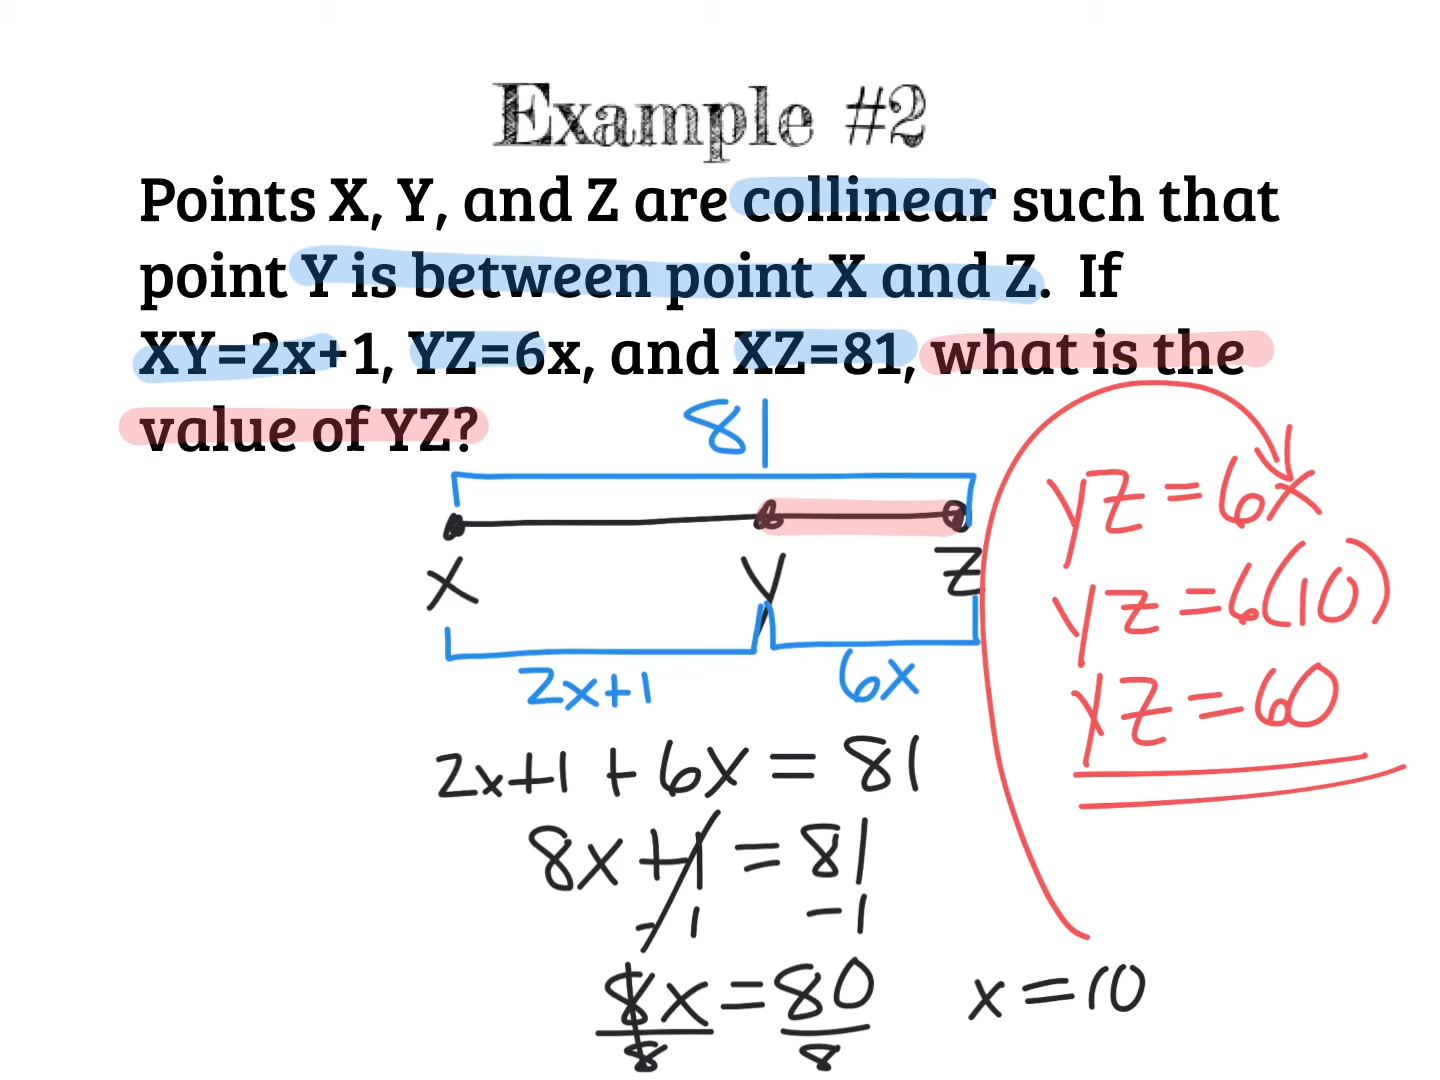 Example #2
Points X, Y, and Z are collinear such that
point Y is between point X and Z. If
XY=2x+1, YZ=6x, and XZ=81, what is the
value of YZ?
81
X Y Z
2x+1 6x
2x+1 + 6x = 81
8x +1 = 81
-1 -1
8x = 80
8 8
x = 10
YZ = 6x
YZ = 6(10)
YZ = 60